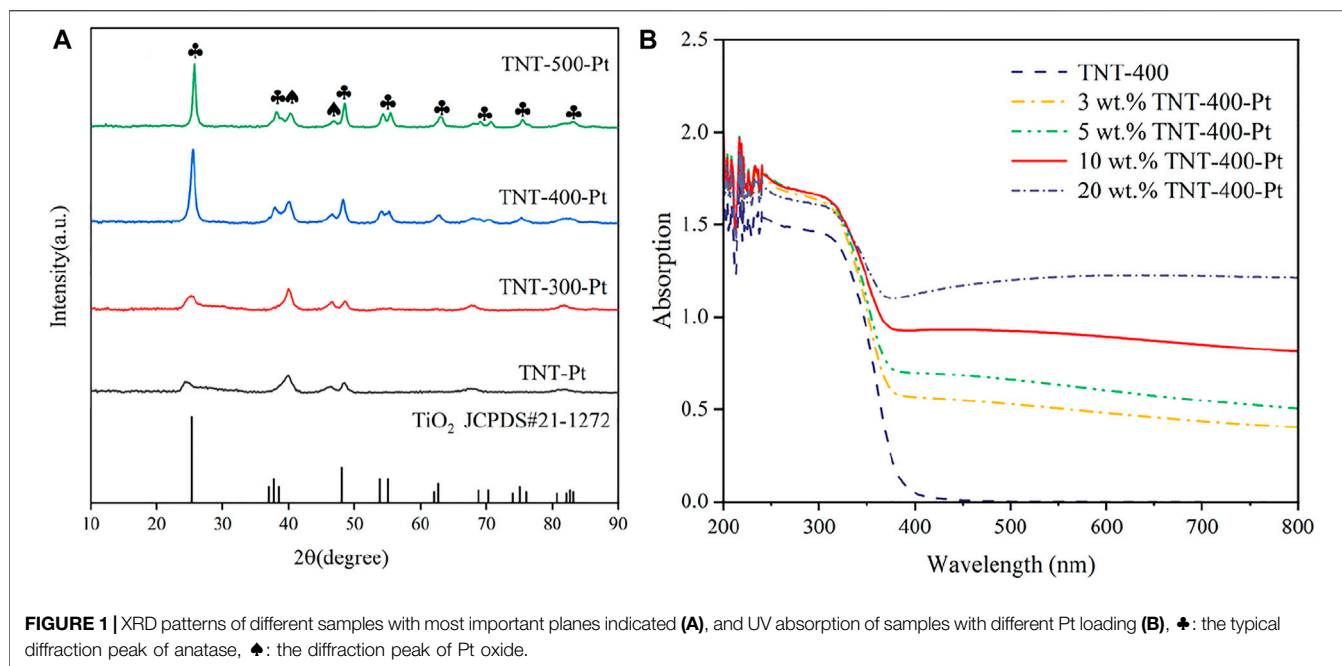 A
TNT-500-Pt
TNT-400-Pt
TNT-300-Pt
TNT-Pt
TiO₂ JCPDS#21-1272
Intensity(a.u.)
10 20 30 40 50 60 70 80 90
2θ(degree)
B
2.5
2.0
1.5
1.0
0.5
0.0
Absorption
TNT-400
3 wt.% TNT-400-Pt
5 wt.% TNT-400-Pt
10 wt.% TNT-400-Pt
20 wt.% TNT-400-Pt
200 300 400 500 600 700 800
Wavelength (nm)
FIGURE 1 | XRD patterns of different samples with most important planes indicated (A), and UV absorption of samples with different Pt loading (B), ♣: the typical
diffraction peak of anatase, ♠: the diffraction peak of Pt oxide.